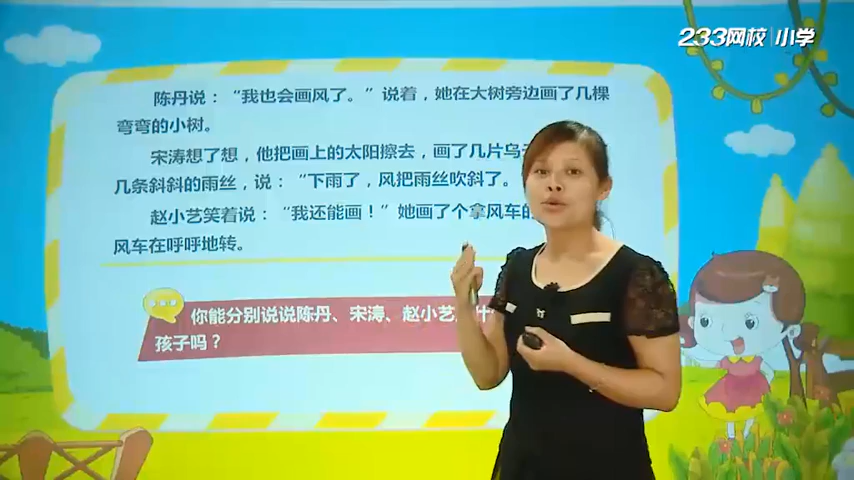 233网校 小学
陈丹说：“我也会画风了。”说着，她在大树旁边画了几棵
弯弯的小树。
宋涛想了想，他把画上的太阳擦去，画了几片乌
几条斜斜的雨丝，说：“下雨了，风把雨丝吹斜了。
赵小艺笑着说：“我还能画！”她画了个拿风车的
风车在呼呼地转。
你能分别说说陈丹、宋涛、赵小艺
孩子吗？